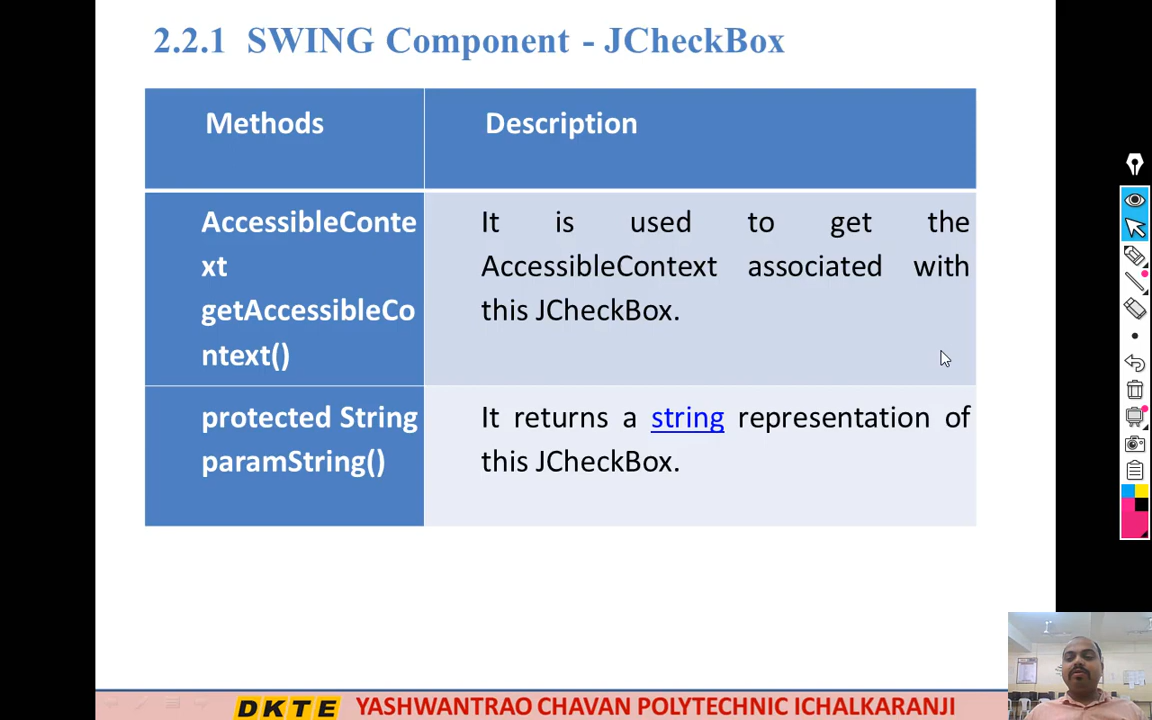 2.2.1 SWING Component - JCheckBox
Methods
Description
AccessibleConte
xt
getAccessibleCo
ntext()
It is used to get the
AccessibleContext associated with
this JCheckBox.
protected String
paramString()
It returns a string representation of
this JCheckBox.
DKTE YASHWANTRAO CHAVAN POLYTECHNIC ICHALKARANJI